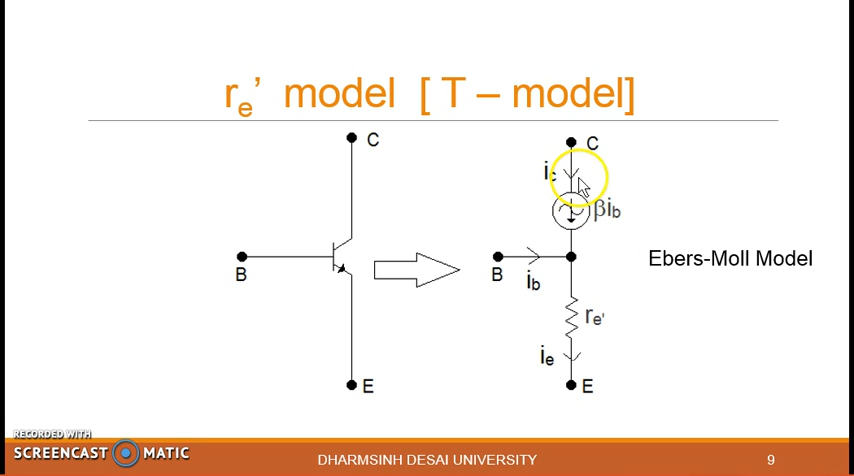 re’ model [ T – model]
C
B
E
C
ic
βib
B
ib
re'
ie
E
Ebers-Moll Model
RECORDED WITH
SCREENCAST MATIC
DHARMSINH DESAI UNIVERSITY
9